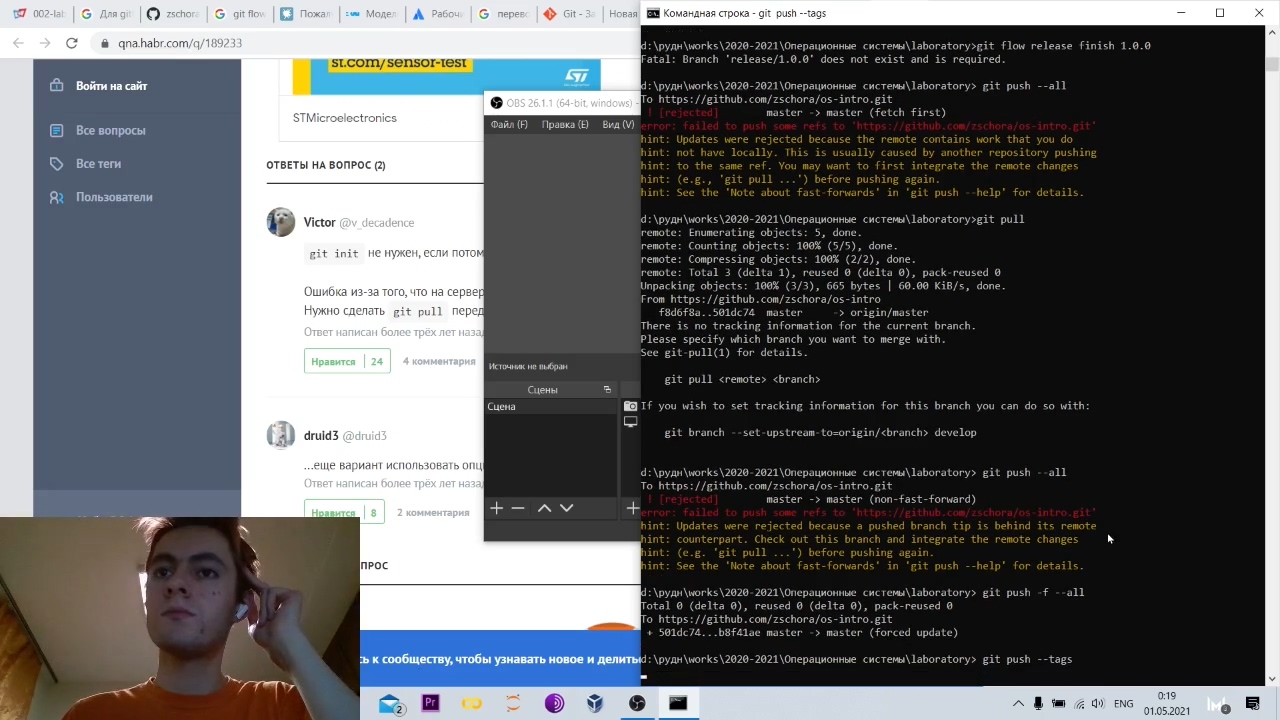 002-lat
перевс
Atlassi
git flow
Git - За
Новая
qna.habr.com/q/189233
Войти на сайт
Все вопросы
Все теги
Пользователи
st.com/sensor-test
STMicroelectronics
ОТВЕТЫ НА ВОПРОС (2)
Victor @v_decadence
git init не нужен, если потом
Ошибка из-за того, что на серве
Нужно сделать git pull перед
Ответ написан более трёх лет назад
Нравится 24 4 комментария
druid3 @druid3
...еще вариант использовать опц
Ответ написан более трёх лет назад
Нравится 8 2 комментария
ПРОС
сь к сообществу, чтобы узнавать новое и делить
OBS 26.1.1 (64-bit, windows) -
Файл (F) Правка (E) Вид (V)
Источник не выбран
Сцены
Сцена
Командная строка - git push --tags
d:\рудн\works\2020-2021\Операционные системы\laboratory>git flow release finish 1.0.0
Fatal: Branch 'release/1.0.0' does not exist and is required.
d:\рудн\works\2020-2021\Операционные системы\laboratory> git push --all
To https://github.com/zschora/os-intro.git
! [rejected] master -> master (fetch first)
error: failed to push some refs to 'https://github.com/zschora/os-intro.git'
hint: Updates were rejected because the remote contains work that you do
hint: not have locally. This is usually caused by another repository pushing
hint: to the same ref. You may want to first integrate the remote changes
hint: (e.g., 'git pull ...') before pushing again.
hint: See the 'Note about fast-forwards' in 'git push --help' for details.
d:\рудн\works\2020-2021\Операционные системы\laboratory>git pull
remote: Enumerating objects: 5, done.
remote: Counting objects: 100% (5/5), done.
remote: Compressing objects: 100% (2/2), done.
remote: Total 3 (delta 1), reused 0 (delta 0), pack-reused 0
Unpacking objects: 100% (3/3), 665 bytes | 60.00 KiB/s, done.
From https://github.com/zschora/os-intro
f8d6f8a..501dc74 master -> origin/master
There is no tracking information for the current branch.
Please specify which branch you want to merge with.
See git-pull(1) for details.
git pull <remote> <branch>
If you wish to set tracking information for this branch you can do so with:
git branch --set-upstream-to=origin/<branch> develop
d:\рудн\works\2020-2021\Операционные системы\laboratory> git push --all
To https://github.com/zschora/os-intro.git
! [rejected] master -> master (non-fast-forward)
error: failed to push some refs to 'https://github.com/zschora/os-intro.git'
hint: Updates were rejected because a pushed branch tip is behind its remote
hint: counterpart. Check out this branch and integrate the remote changes
hint: (e.g. 'git pull ...') before pushing again.
hint: See the 'Note about fast-forwards' in 'git push --help' for details.
d:\рудн\works\2020-2021\Операционные системы\laboratory> git push -f --all
Total 0 (delta 0), reused 0 (delta 0), pack-reused 0
To https://github.com/zschora/os-intro.git
+ 501dc74...b8f41ae master -> master (forced update)
d:\рудн\works\2020-2021\Операционные системы\laboratory> git push --tags
2
ENG
0:19
01.05.2021